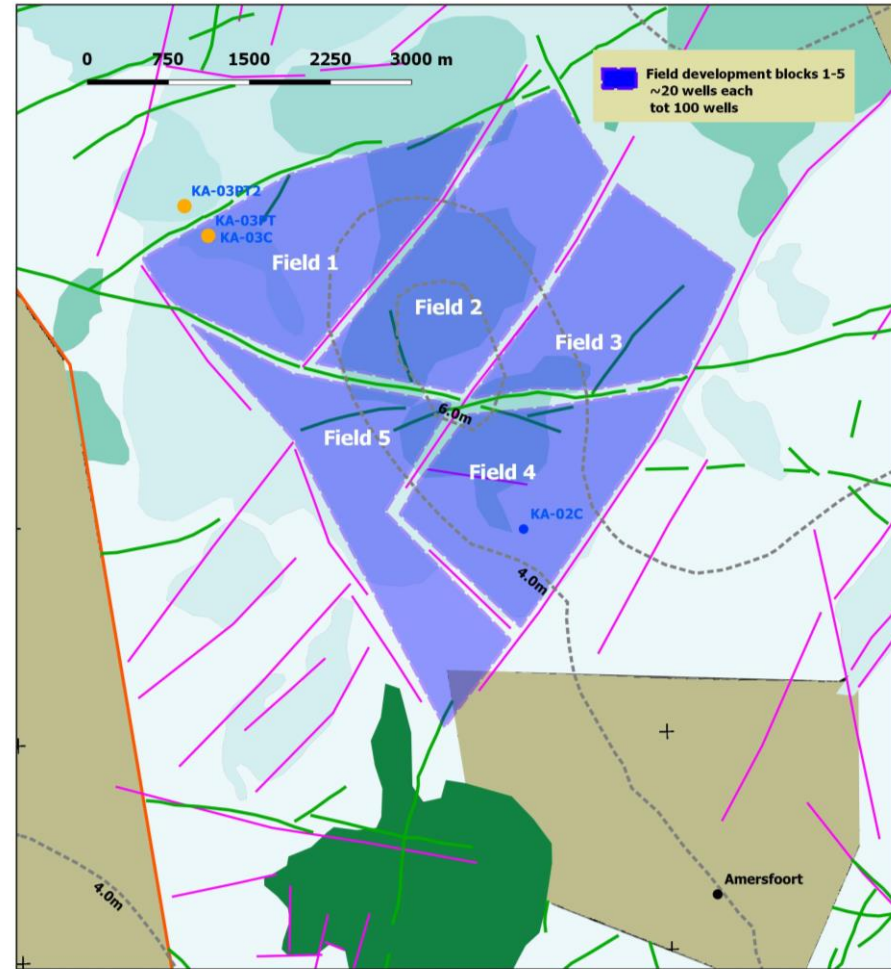 0 750 1500 2250 3000 m
Field development blocks 1-5
~20 wells each
tot 100 wells
KA-03PT2
KA-03PT
KA-03C
Field 1
Field 2
Field 3
6.0m
Field 5
Field 4
KA-02C
4.0m
Amersfoort
4.0m